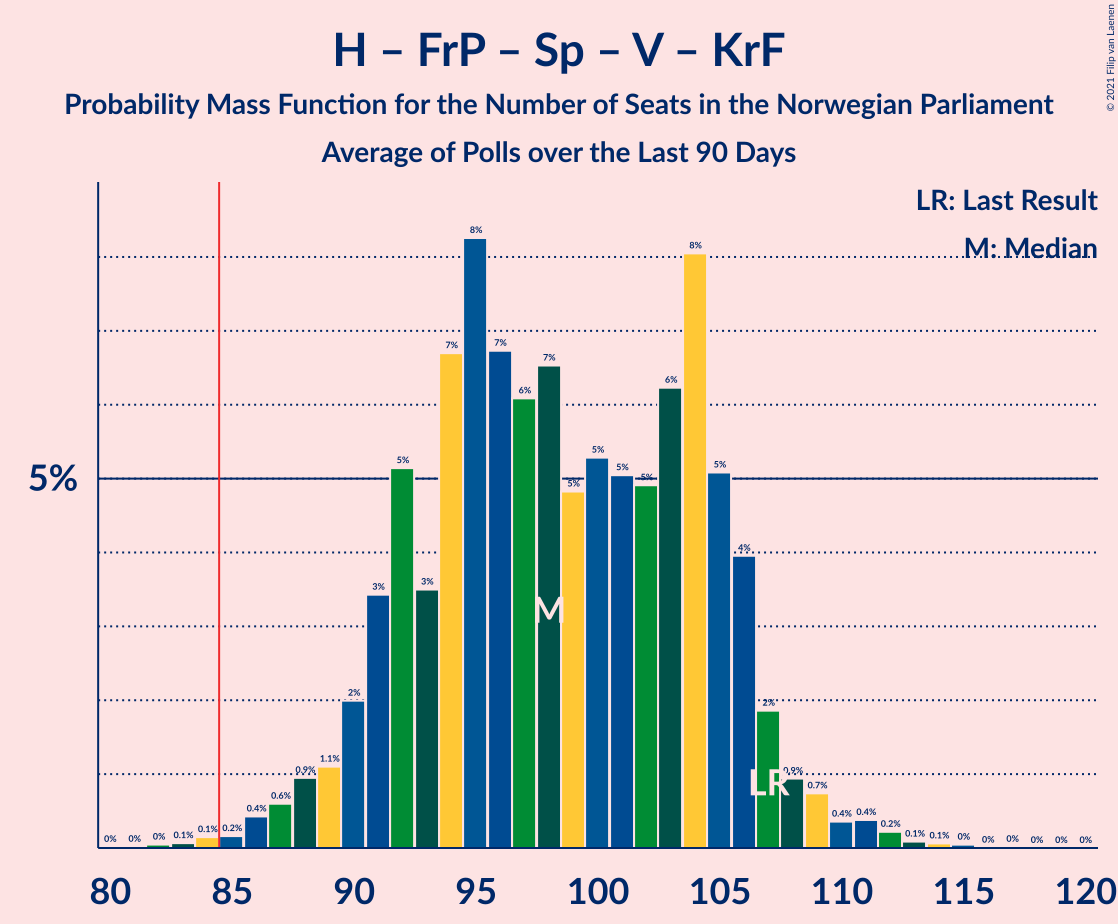 H – FrP – Sp – V – KrF
Probability Mass Function for the Number of Seats in the Norwegian Parliament
Average of Polls over the Last 90 Days
© 2021 Filip van Laenen
LR: Last Result
M: Median
5%
0% 0% 0% 0.1% 0.1% 0.2% 0.4% 0.6% 0.9% 1.1% 2% 3% 5% 3% 7% 8% 7% 6% 7% 5% 5% 5% 5% 6% 8% 5% 4% 2% 0.9% 0.7% 0.4% 0.4% 0.2% 0.1% 0.1% 0% 0% 0% 0% 0% 0%
M
LR
80 85 90 95 100 105 110 115 120